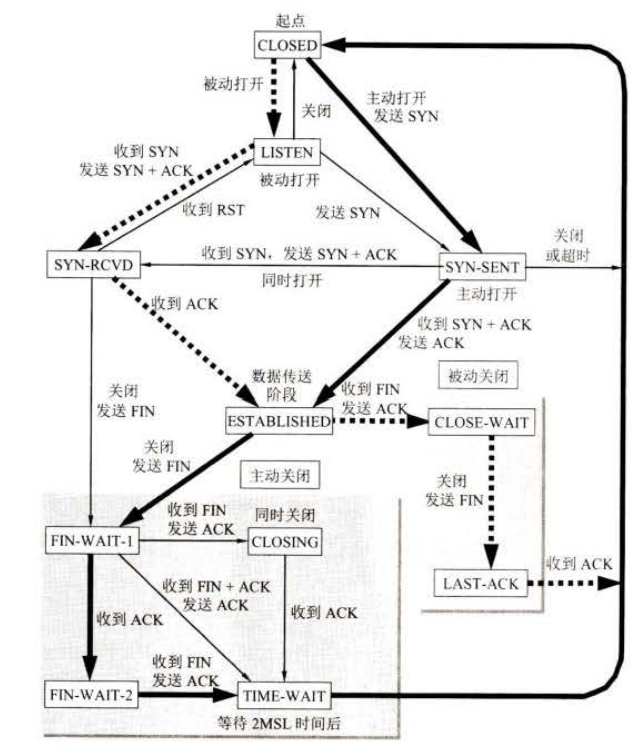 起点
CLOSED
被动打开
关闭
主动打开
发送 SYN
收到 SYN
发送 SYN + ACK
LISTEN
被动打开
收到 RST
发送 SYN
SYN-RCVD
收到 SYN，发送 SYN + ACK
同时打开
SYN-SENT
主动打开
关闭
或超时
收到 ACK
收到 SYN + ACK
发送 ACK
数据传送
阶段
ESTABLISHED
收到 FIN
发送 ACK
被动关闭
CLOSE-WAIT
关闭
发送 FIN
关闭
发送 FIN
主动关闭
关闭
发送 FIN
FIN-WAIT-1
收到 FIN
发送 ACK
同时关闭
CLOSING
LAST-ACK
收到 ACK
收到 FIN + ACK
发送 ACK
收到 ACK
收到 ACK
FIN-WAIT-2
收到 FIN
发送 ACK
TIME-WAIT
等待 2MSL 时间后